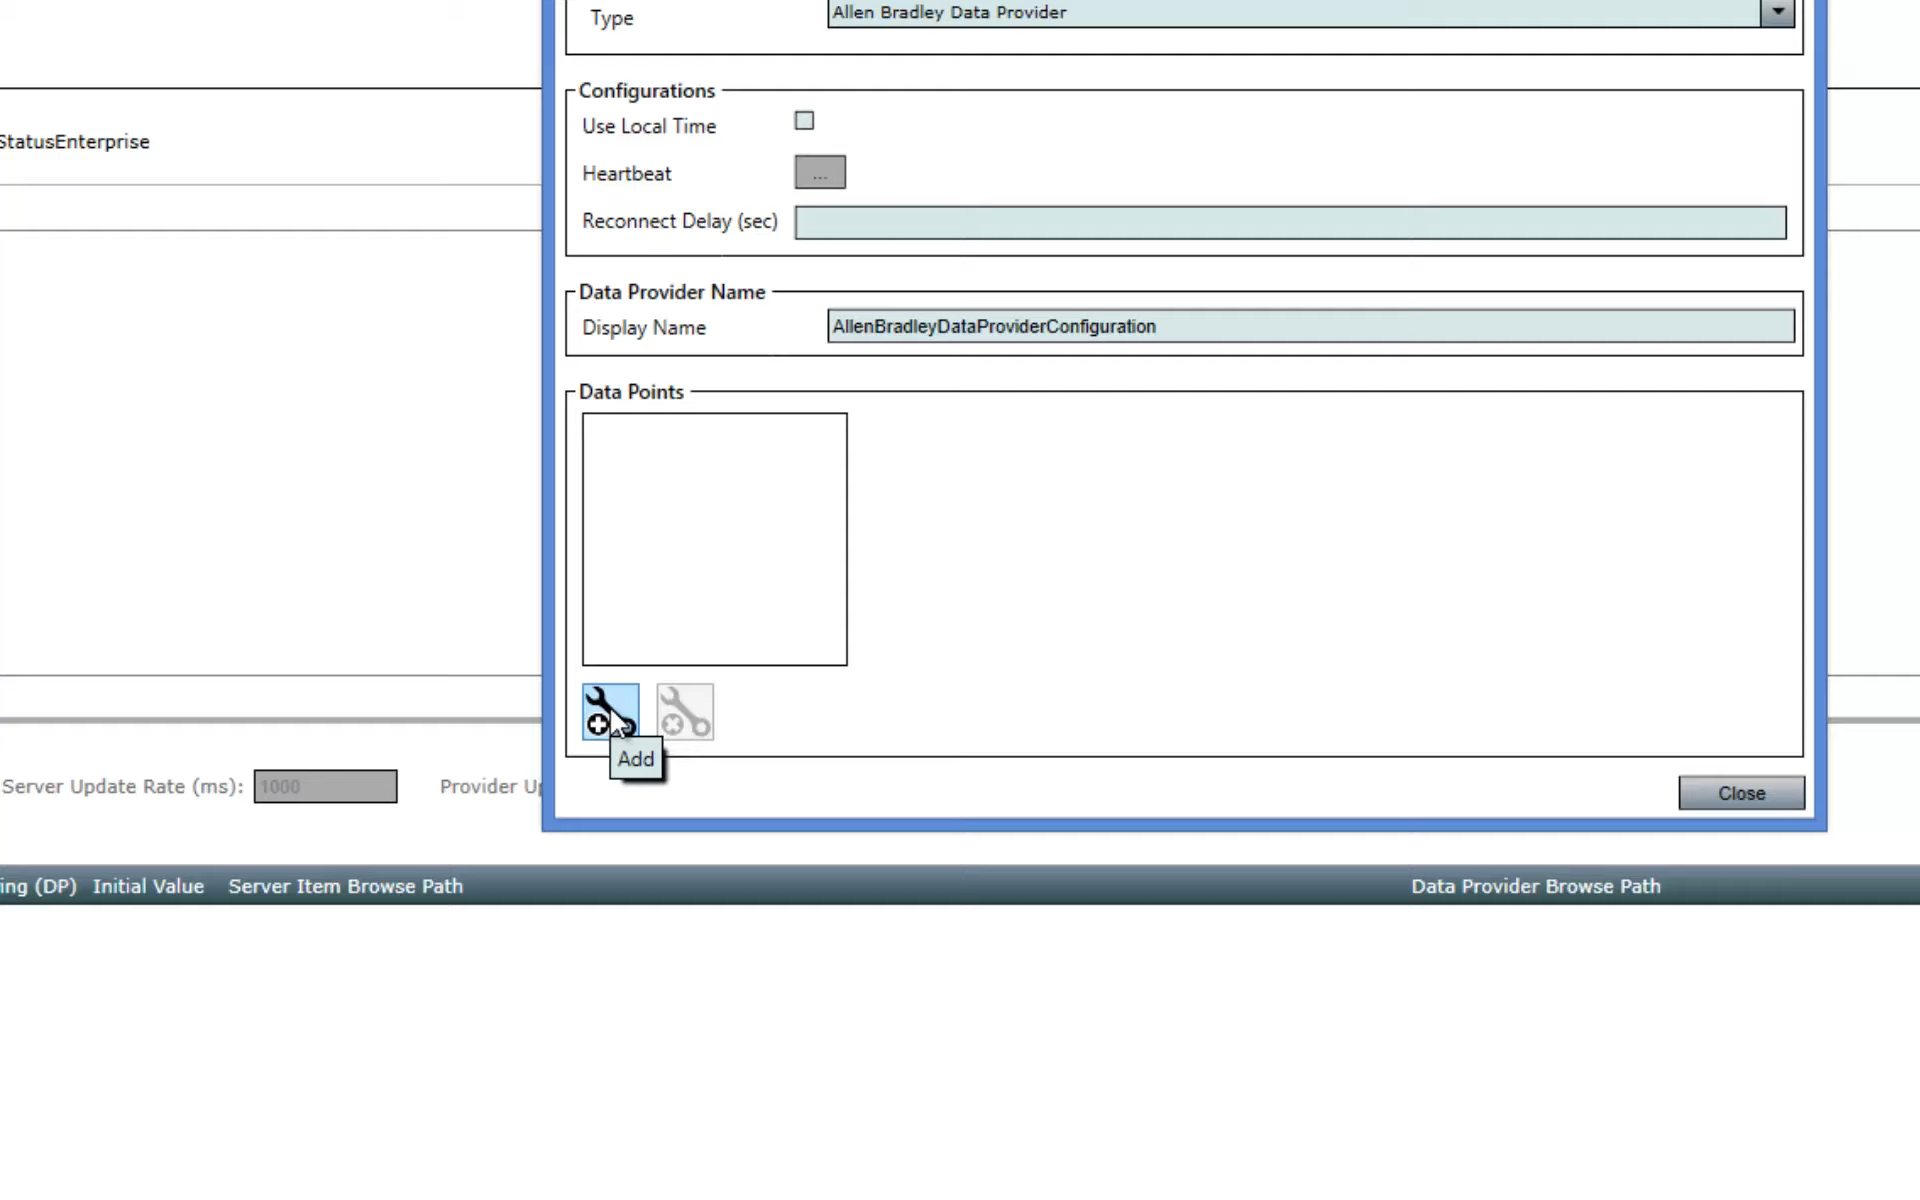 Type
Allen Bradley Data Provider
Configurations
Use Local Time
StatusEnterprise
Heartbeat
...
Reconnect Delay (sec)
Data Provider Name
Display Name
AllenBradleyDataProviderConfiguration
Data Points
Add
Server Update Rate (ms):
1000
Provider Up
Close
ing (DP)
Initial Value
Server Item Browse Path
Data Provider Browse Path